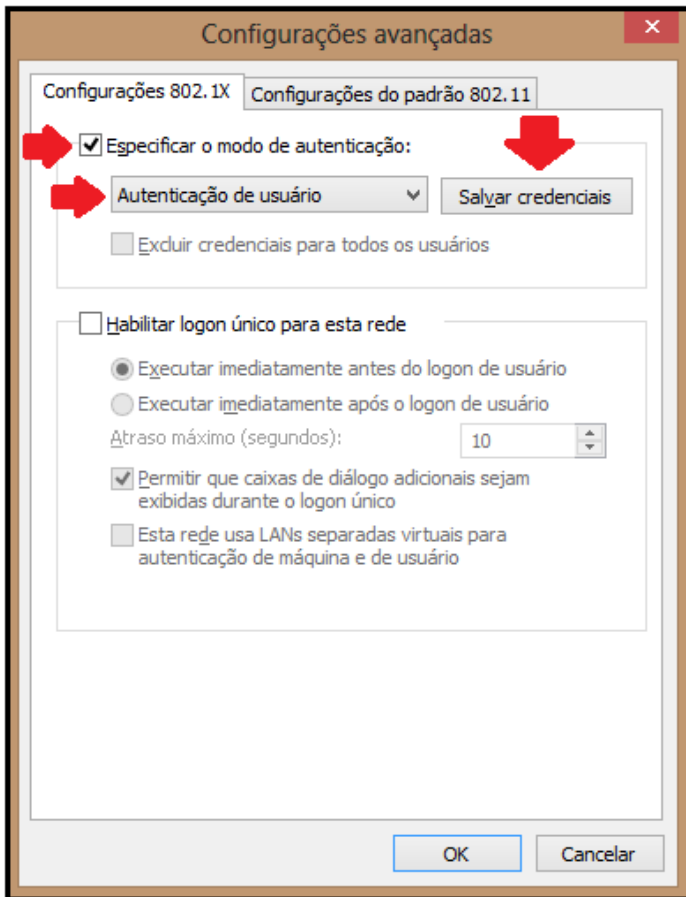 Configurações avançadas
Configurações 802.1X
Configurações do padrão 802.11
Especificar o modo de autenticação:
Autenticação de usuário
Salvar credenciais
Excluir credenciais para todos os usuários
Habilitar logon único para esta rede
Executar imediatamente antes do logon de usuário
Executar imediatamente após o logon de usuário
Atraso máximo (segundos):
10
Permitir que caixas de diálogo adicionais sejam
exibidas durante o logon único
Esta rede usa LANs separadas virtuais para
autenticação de máquina e de usuário
OK
Cancelar